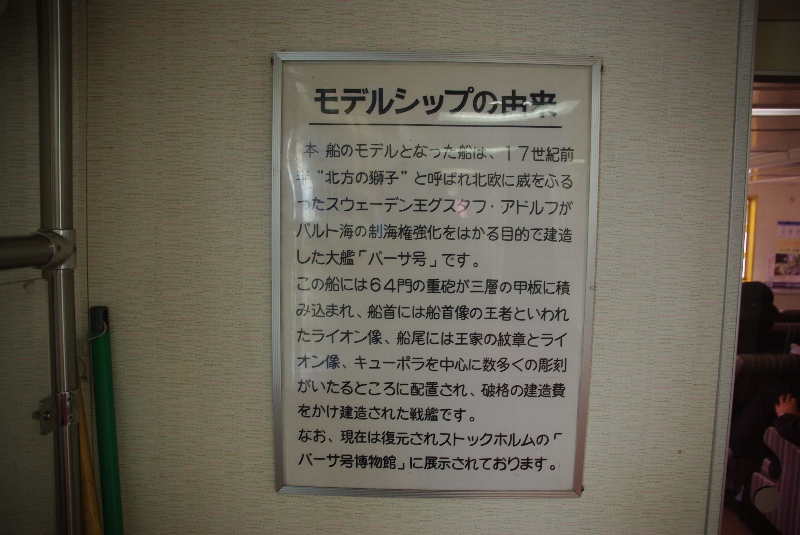 モデルシップの由来
本船のモデルとなった船は、17世紀前
半“北方の獅子”と呼ばれ北欧に威をふる
ったスウェーデン王グスタフ・アドルフが
バルト海の制海権強化をはかる目的で建造
した大艦「バーサ号」です。
この船には64門の重砲が三層の甲板に積
み込まれ、船首には船首像の王者といわれ
たライオン像、船尾には王家の紋章とライ
オン像、キューポラを中心に数多くの彫刻
がいたるところに配置され、破格の建造費
をかけ建造された戦艦です。
なお、現在は復元されストックホルムの「
バーサ号博物館」に展示されております。